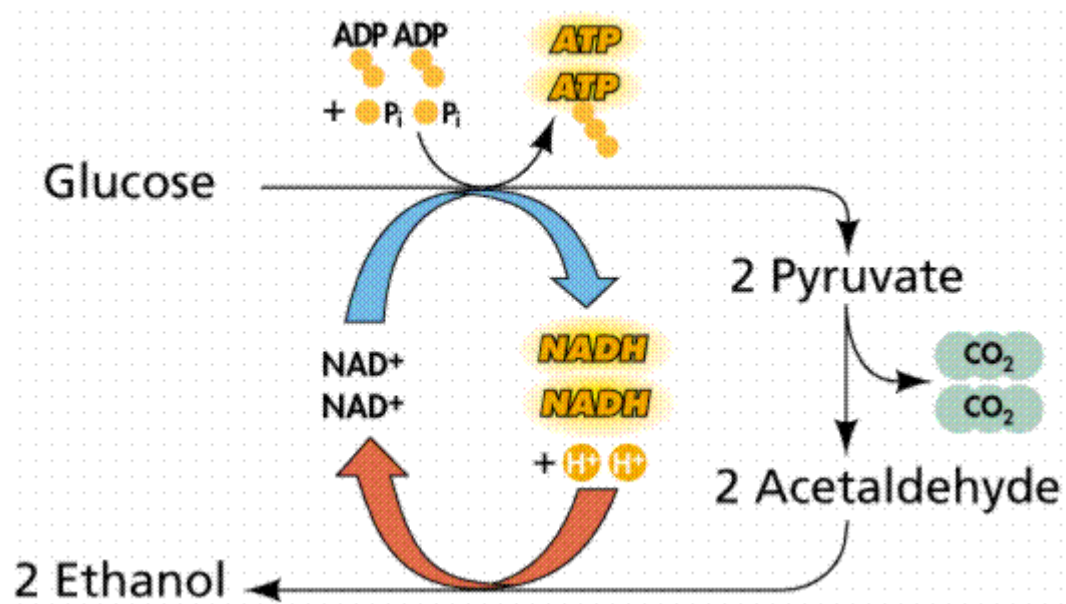 ADP ADP
+ Pi Pi
ATP
ATP
Glucose
2 Pyruvate
NAD+
NAD+
NADH
NADH
+ H+ H+
CO₂
CO₂
2 Acetaldehyde
2 Ethanol